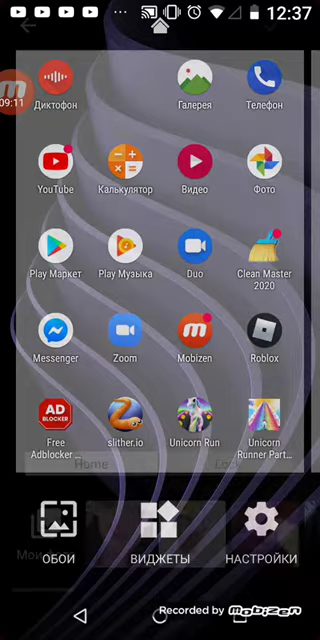 12:37
09:11
Диктофон
Галерея
Телефон
YouTube
Калькулятор
Видео
Фото
Play Маркет
Play Музыка
Duo
Clean Master
2020
Messenger
Zoom
Mobizen
Roblox
AD
BLOCKER
Free
Adblocker ...
slither.io
Unicorn Run
Unicorn
Runner Part...
Home
ОБОИ
ВИДЖЕТЫ
НАСТРОЙКИ
Recorded by mobizen